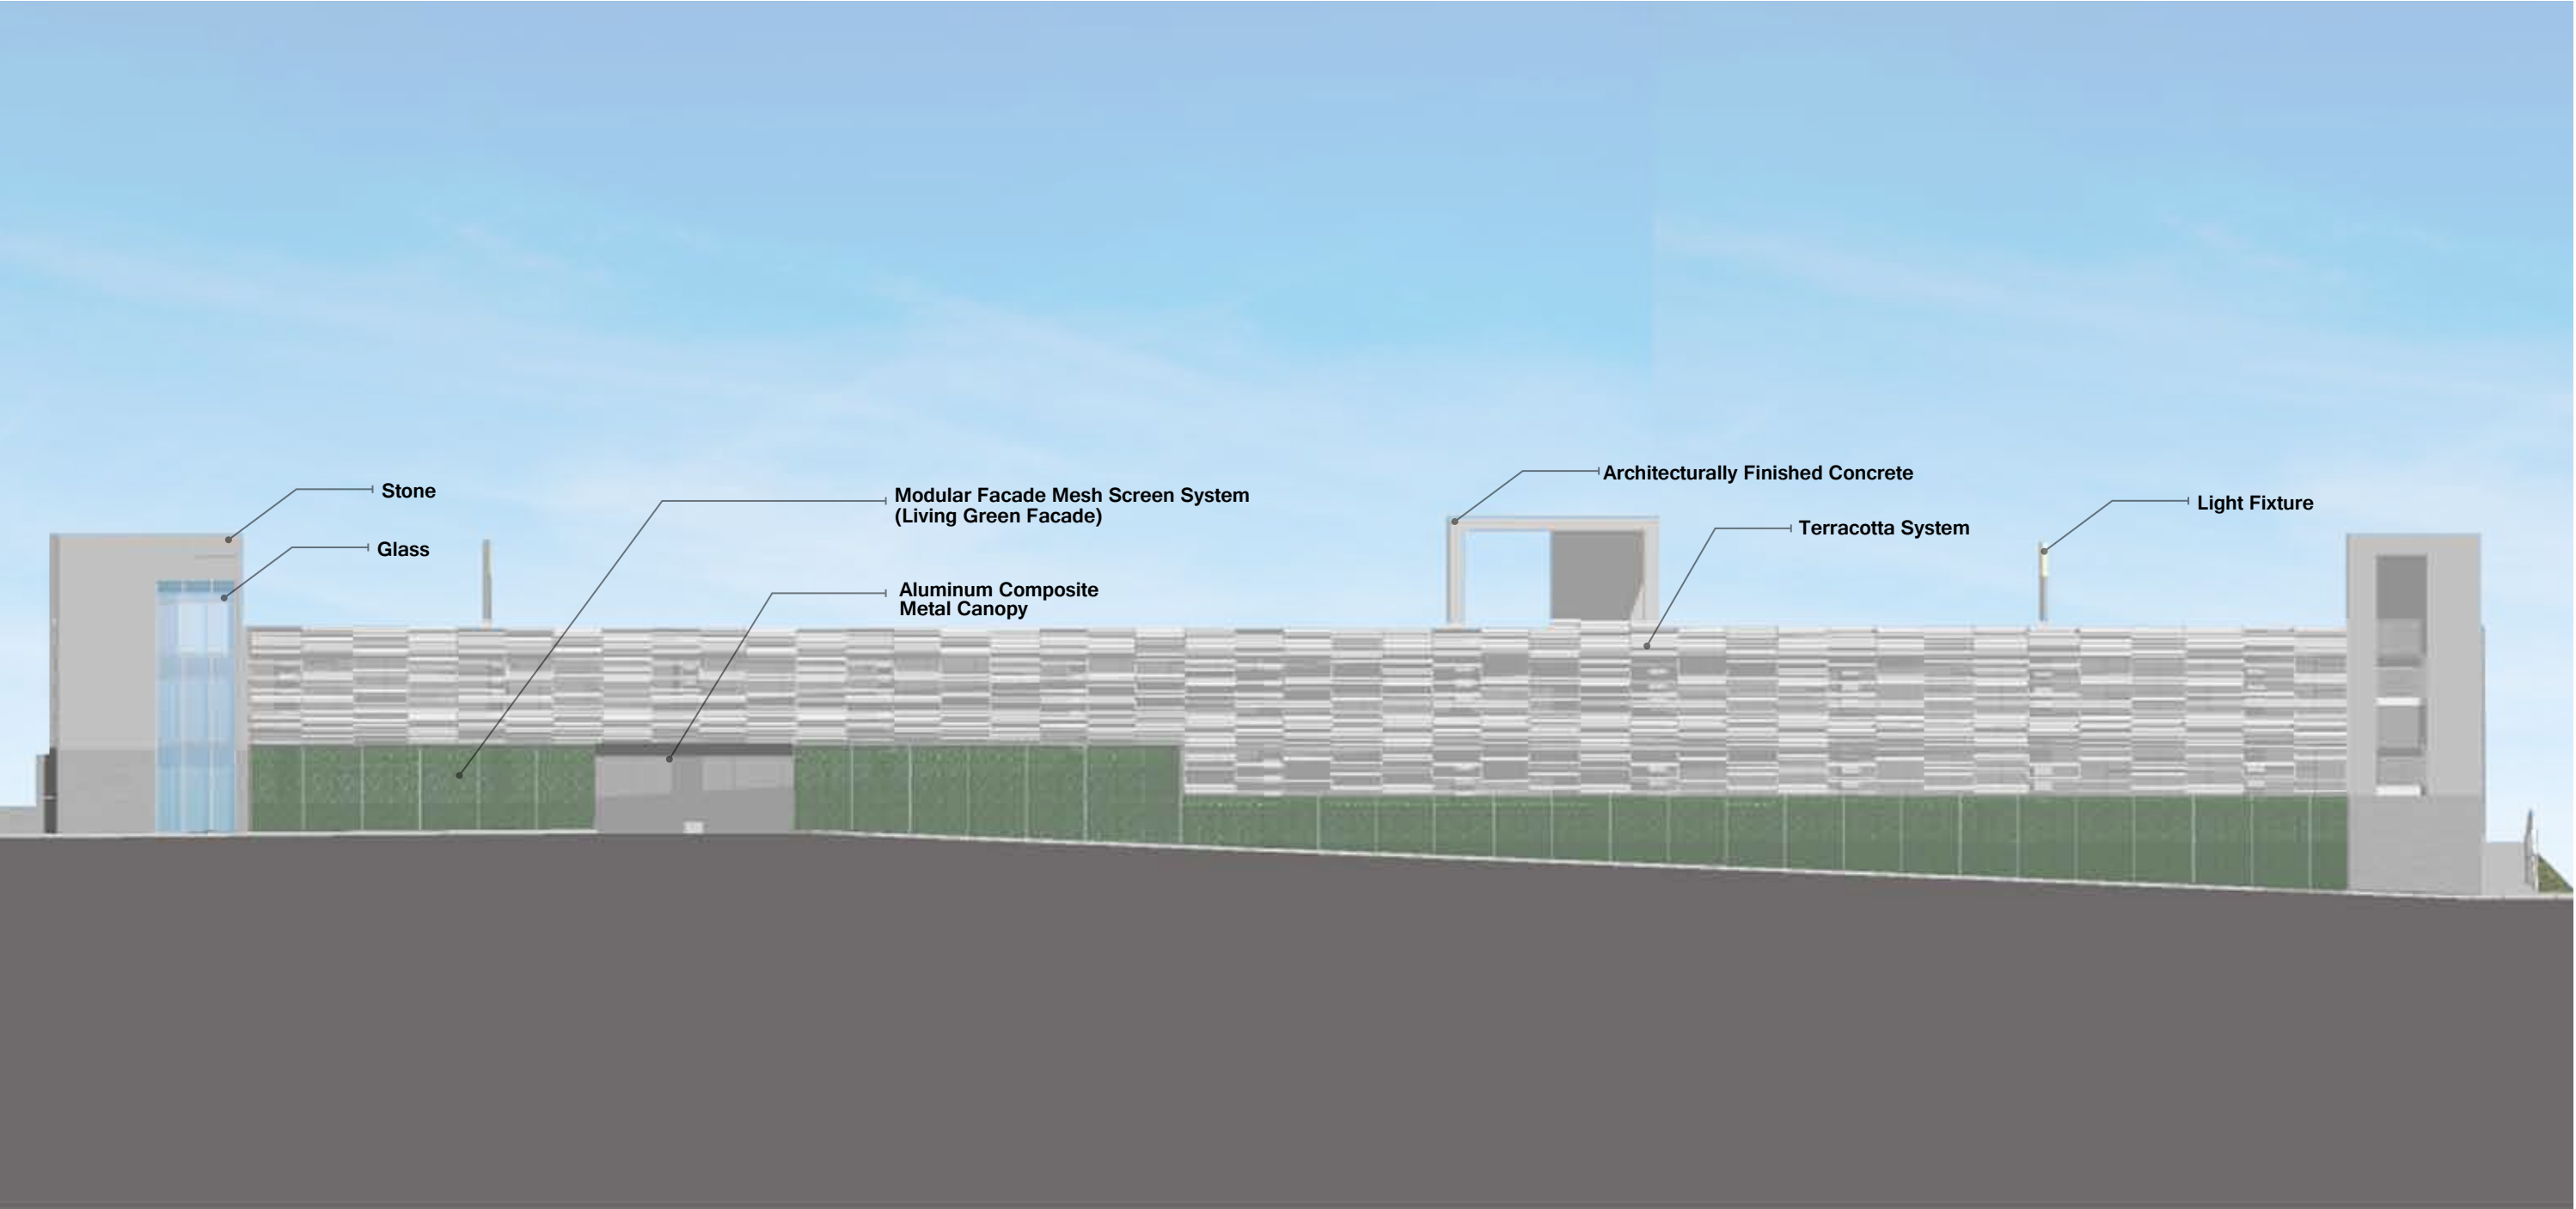 Stone
Glass
Modular Facade Mesh Screen System
(Living Green Facade)
Aluminum Composite
Metal Canopy
Architecturally Finished Concrete
Terracotta System
Light Fixture